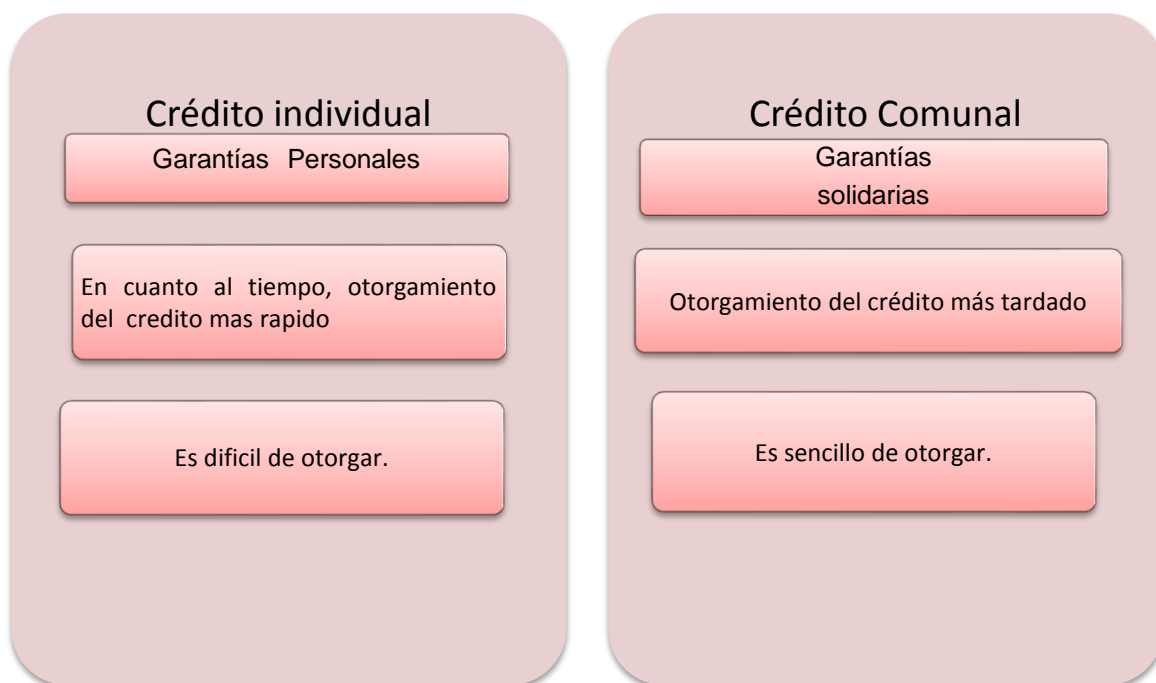 Crédito individual
Garantías Personales
En cuanto al tiempo, otorgamiento
del credito mas rapido
Es dificil de otorgar.
Crédito Comunal
Garantías
solidarias
Otorgamiento del crédito más tardado
Es sencillo de otorgar.